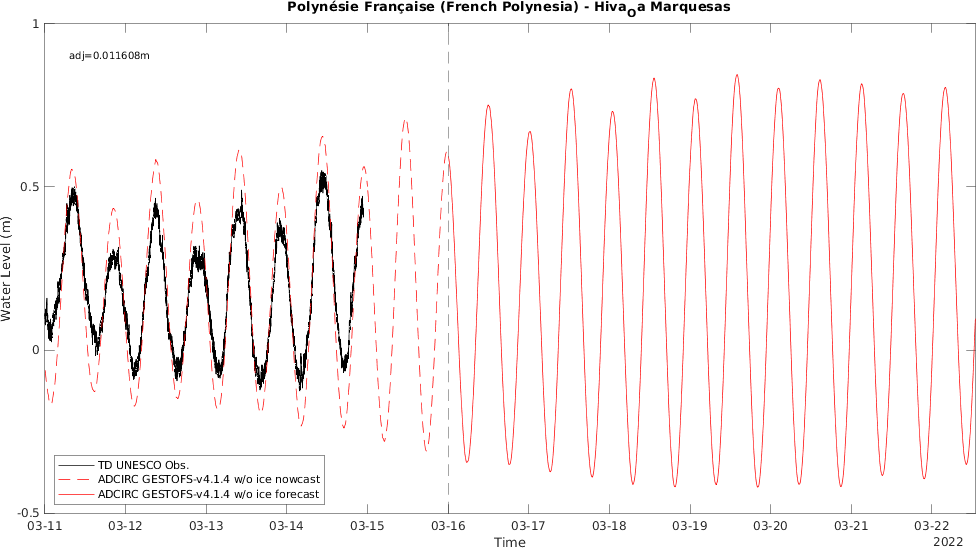 Polynésie Française (French Polynesia) - HivaOa Marquesas
adj=0.011608m
1
0.5
0
-0.5
Water Level (m)
TD UNESCO Obs.
ADCIRC GESTOFS-v4.1.4 w/o ice nowcast
ADCIRC GESTOFS-v4.1.4 w/o ice forecast
03-11 03-12 03-13 03-14 03-15 03-16 03-17 03-18 03-19 03-20 03-21 03-22
Time
2022